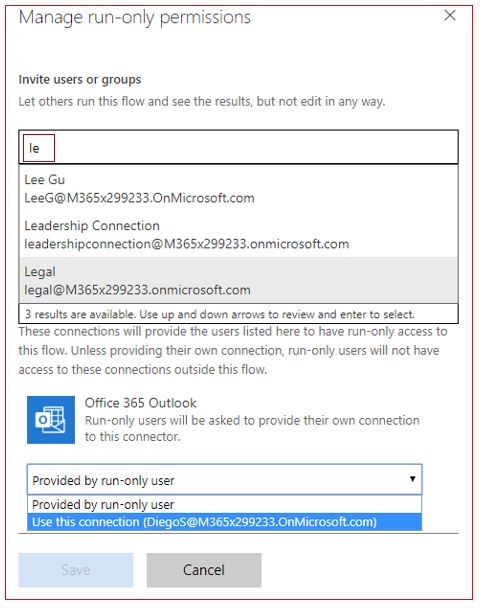 Manage run-only permissions
Invite users or groups
Let others run this flow and see the results, but not edit in any way.
le
Lee Gu
LeeG@M365x299233.OnMicrosoft.com
Leadership Connection
leadershipconnection@M365x299233.onmicrosoft.com
Legal
legal@M365x299233.onmicrosoft.com
3 results are available. Use up and down arrows to review and enter to select.
These connections will provide the users listed here to have run-only access to
this flow. Unless providing their own connection, run-only users will not have
access to these connections outside this flow.
Office 365 Outlook
Run-only users will be asked to provide their own connection
to this connector.
Provided by run-only user
Provided by run-only user
Use this connection (DiegoS@M365x299233.OnMicrosoft.com)
Save
Cancel